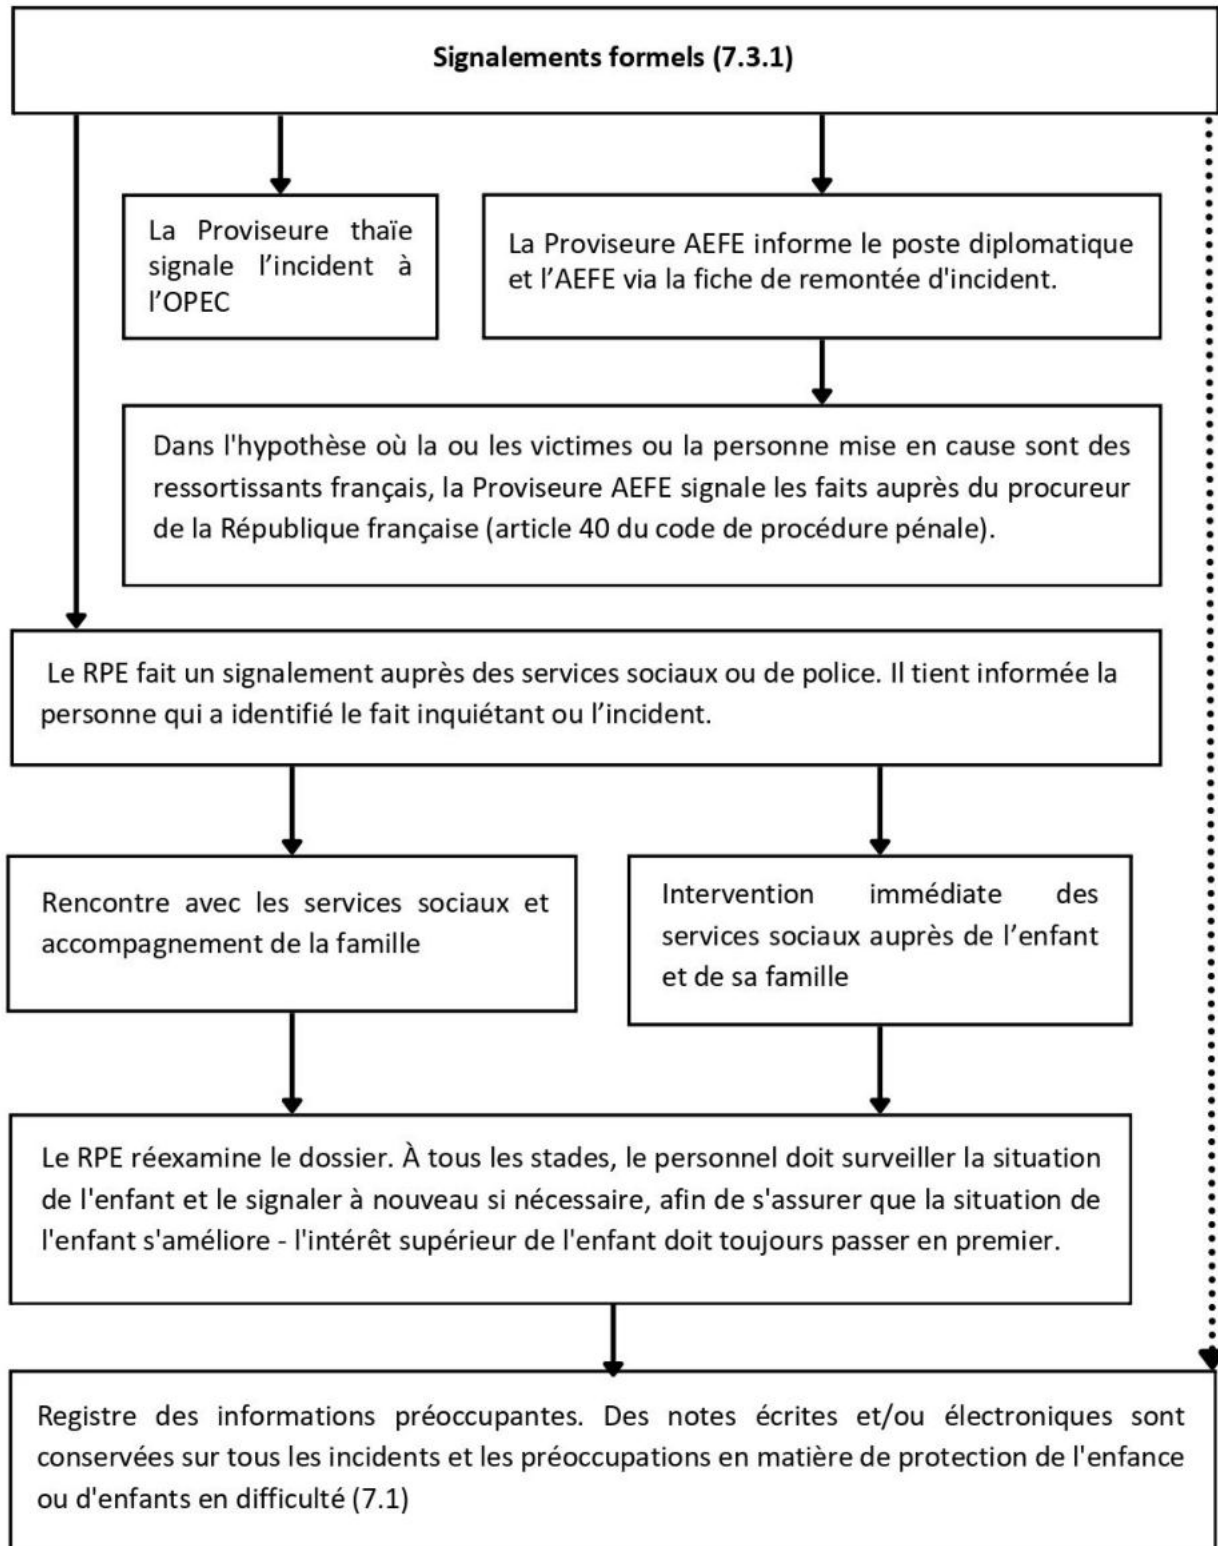 Signalements formels (7.3.1)
La Proviseure thaïe
signale l’incident à
l’OPEC
La Proviseure AEFE informe le poste diplomatique
et l’AEFE via la fiche de remontée d'incident.
Dans l'hypothèse où la ou les victimes ou la personne mise en cause sont des
ressortissants français, la Proviseure AEFE signale les faits auprès du procureur
de la République française (article 40 du code de procédure pénale).
Le RPE fait un signalement auprès des services sociaux ou de police. Il tient informée la
personne qui a identifié le fait inquiétant ou l’incident.
Rencontre avec les services sociaux et
accompagnement de la famille
Intervention immédiate des
services sociaux auprès de l’enfant
et de sa famille
Le RPE réexamine le dossier. À tous les stades, le personnel doit surveiller la situation
de l'enfant et le signaler à nouveau si nécessaire, afin de s'assurer que la situation de
l'enfant s'améliore - l'intérêt supérieur de l'enfant doit toujours passer en premier.
Registre des informations préoccupantes. Des notes écrites et/ou électroniques sont
conservées sur tous les incidents et les préoccupations en matière de protection de l'enfance
ou d'enfants en difficulté (7.1)